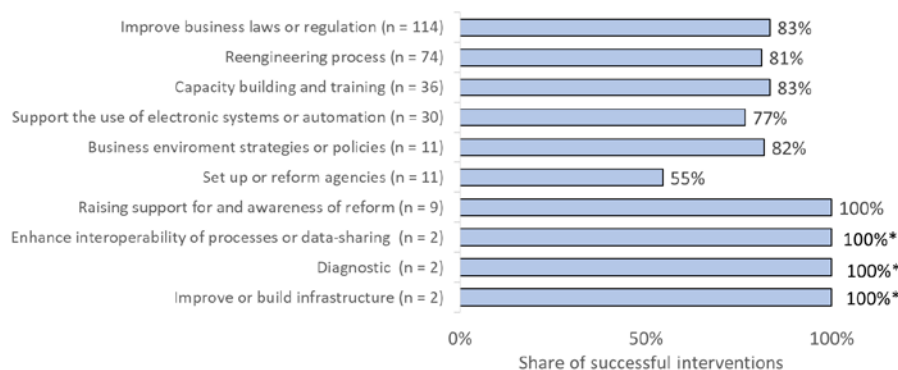 Improve business laws or regulation (n = 114) 83%
Reengineering process (n = 74) 81%
Capacity building and training (n = 36) 83%
Support the use of electronic systems or automation (n = 30) 77%
Business enviroment strategies or policies (n = 11) 82%
Set up or reform agencies (n = 11) 55%
Raising support for and awareness of reform (n = 9) 100%
Enhance interoperability of processes or data-sharing (n = 2) 100%*
Diagnostic (n = 2) 100%*
Improve or build infrastructure (n = 2) 100%*
0% 50% 100%
Share of successful interventions